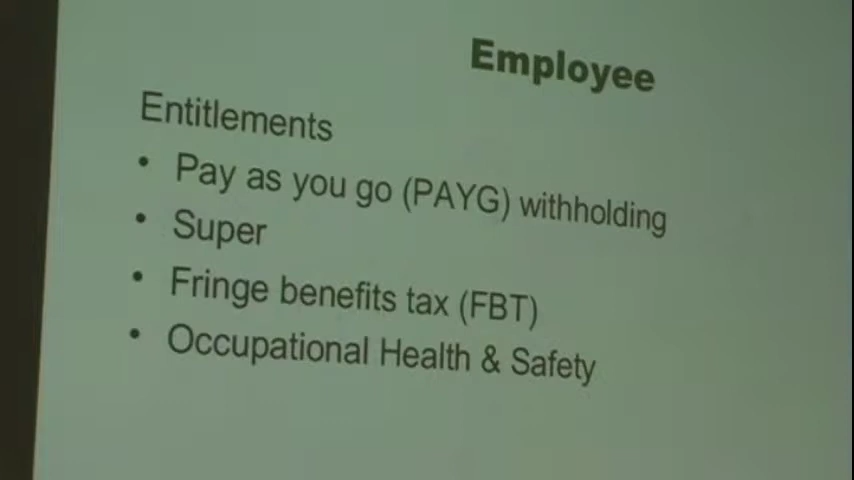 Employee
Entitlements
• Pay as you go (PAYG) withholding
• Super
• Fringe benefits tax (FBT)
• Occupational Health & Safety